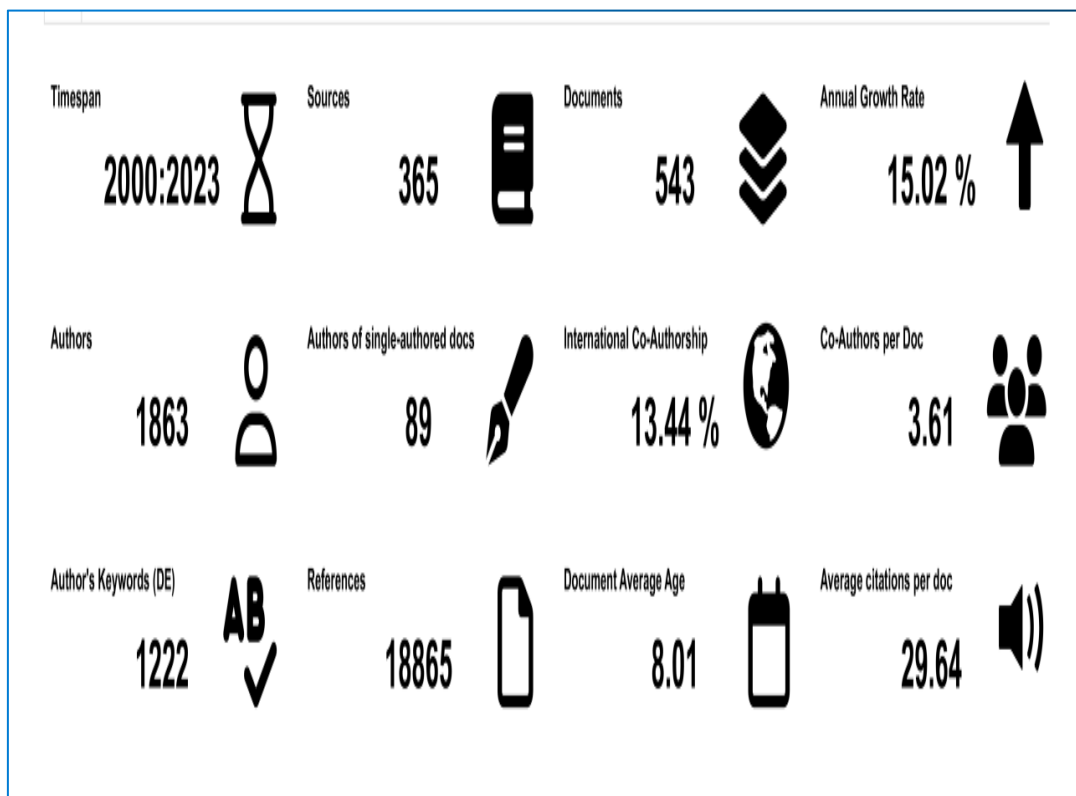 Timespan
2000:2023
Sources
365
Documents
543
Annual Growth Rate
15.02 %
Authors
1863
Authors of single-authored docs
89
International Co-Authorship
13.44 %
Co-Authors per Doc
3.61
Author's Keywords (DE)
1222
AB
References
18865
Document Average Age
8.01
Average citations per doc
29.64